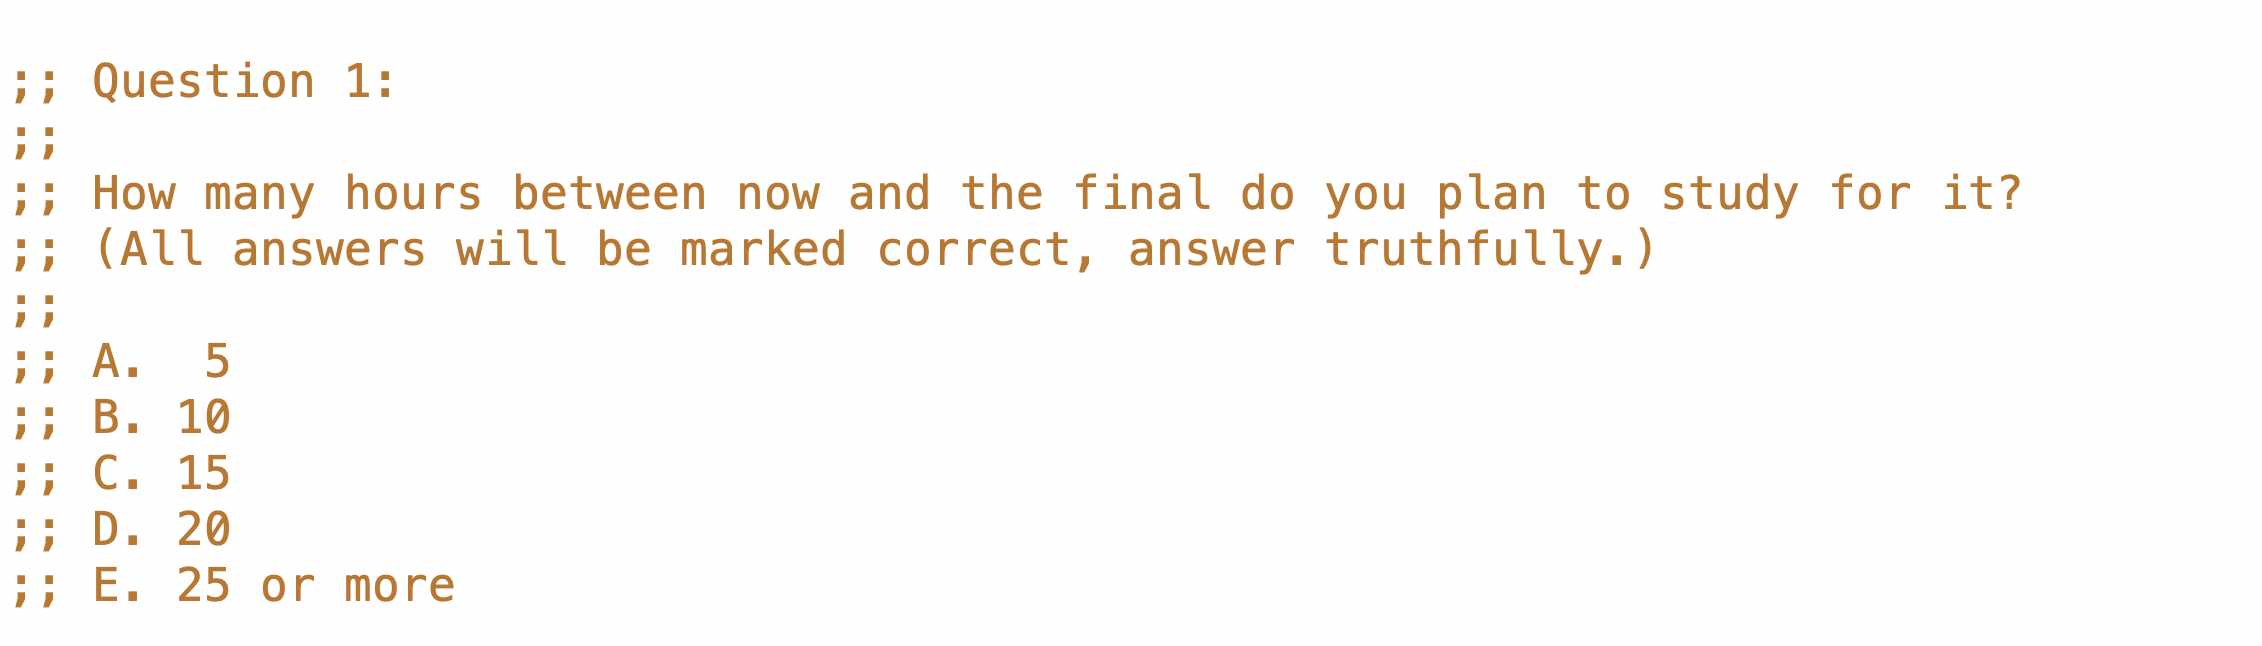 ;; Question 1:
;;
;; How many hours between now and the final do you plan to study for it?
;; (All answers will be marked correct, answer truthfully.)
;;
;; A.  5
;; B. 10
;; C. 15
;; D. 20
;; E. 25 or more